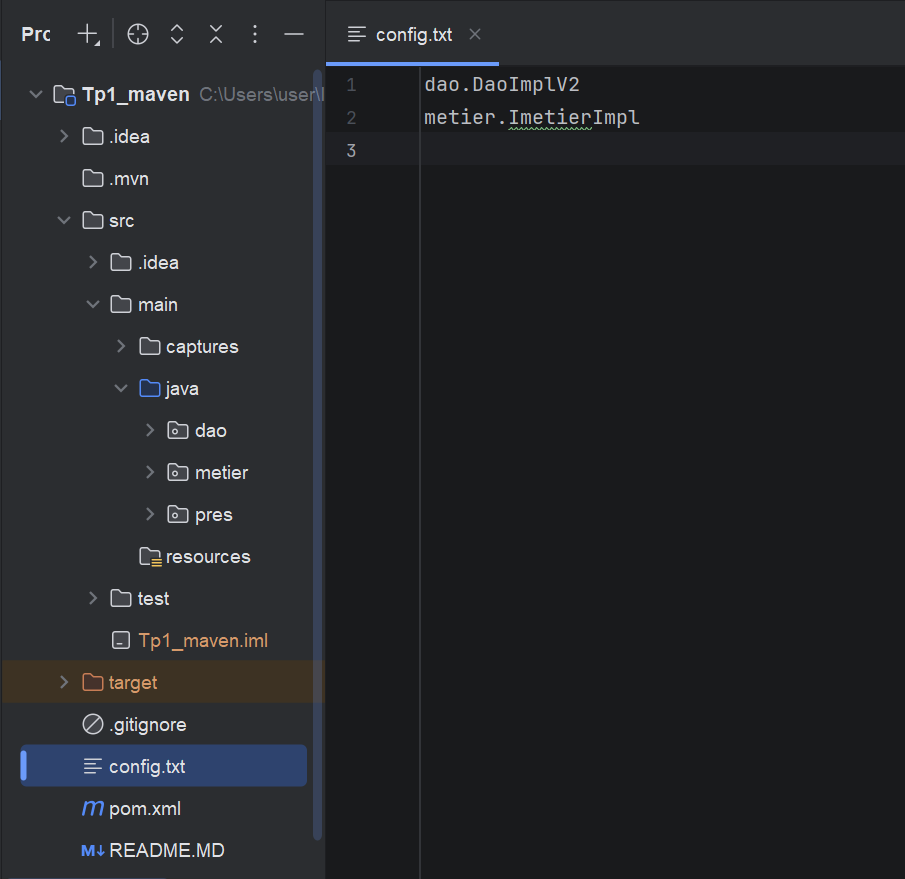 Pro
Tp1_maven C:\Users\user\
.idea
.mvn
src
.idea
main
captures
java
dao
metier
pres
resources
test
Tp1_maven.iml
target
.gitignore
config.txt
pom.xml
README.MD
config.txt
1 dao.DaoImplV2
2 metier.ImetierImpl
3